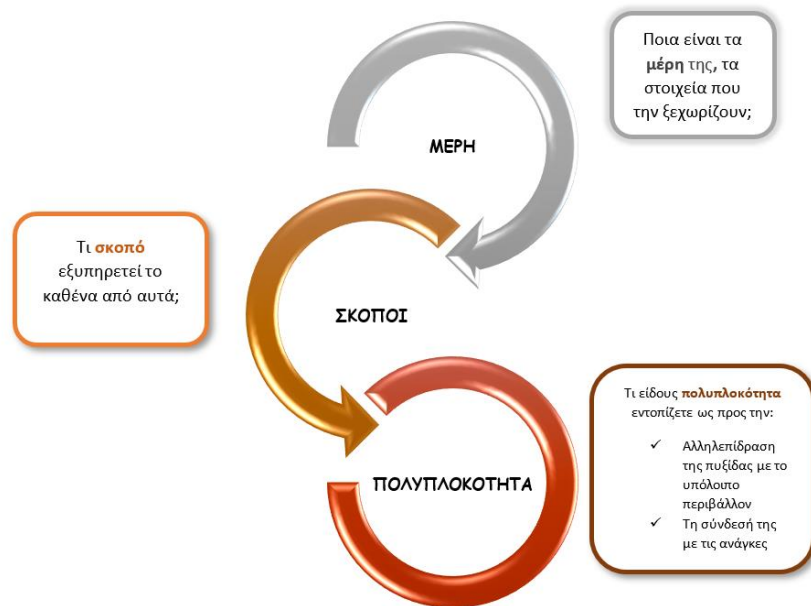 Ποια είναι τα
μέρη της, τα
στοιχεία που
την ξεχωρίζουν;
ΜΕΡΗ
Τι σκοπό
εξυπηρετεί το
καθένα από αυτά;
ΣΚΟΠΟΙ
Τι είδους πολυπλοκότητα
εντοπίζετε ως προς την:
✓ Αλληλεπίδραση
της πυξίδας με το
υπόλοιπο
περιβάλλον
✓ Τη σύνδεσή της
με τις ανάγκες
ΠΟΛΥΠΛΟΚΟΤΗΤΑ